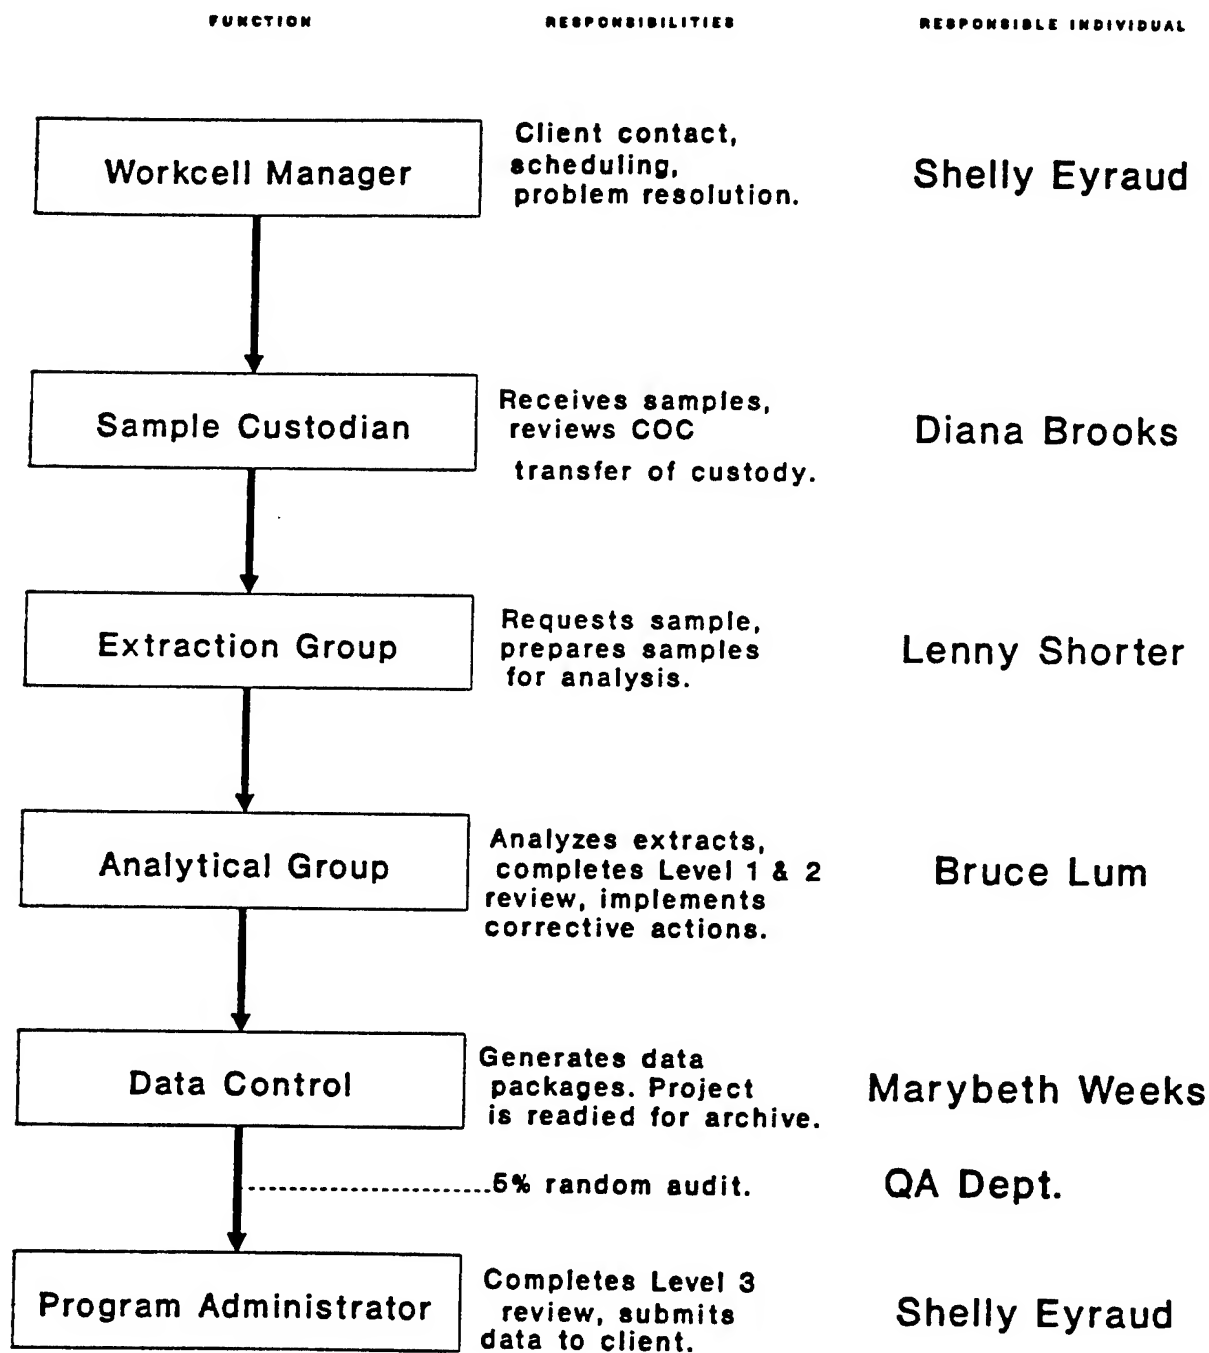 FUNCTION RESPONSIBILITIES RESPONSIBLE INDIVIDUAL
Workcell Manager
Client contact,
scheduling,
problem resolution.
Shelly Eyraud
Sample Custodian
Receives samples,
reviews COC
transfer of custody.
Diana Brooks
Extraction Group
Requests sample,
prepares samples
for analysis.
Lenny Shorter
Analytical Group
Analyzes extracts,
completes Level 1 & 2
review, implements
corrective actions.
Bruce Lum
Data Control
Generates data
packages. Project
is readied for archive.
Marybeth Weeks
5% random audit.
QA Dept.
Program Administrator
Completes Level 3
review, submits
data to client.
Shelly Eyraud